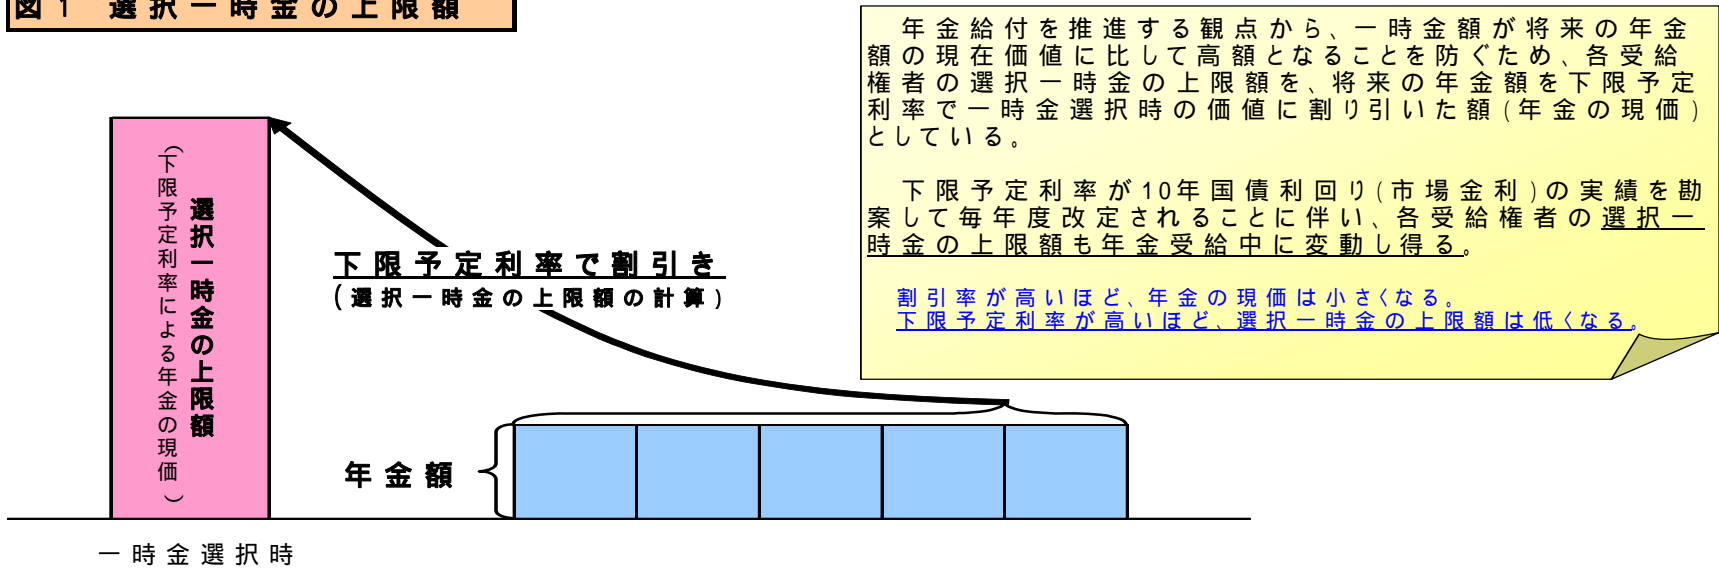 図1 選択一時金の上限額
年金給付を推進する観点から、一時金額が将来の年金
額の現在価値に比して高額となることを防ぐため、各受給
権者の選択一時金の上限額を、将来の年金額を下限予定
利率で一時金選択時の価値に割り引いた額(年金の現価)
としている。
下限予定利率が10年国債利回り(市場金利)の実績を勘
案して毎年度改定されることに伴い、各受給権者の選択一
時金の上限額も年金受給中に変動し得る。
割引率が高いほど、年金の現価は小さくなる。
下限予定利率が高いほど、選択一時金の上限額は低くなる。
選択一時金の上限額
(下限予定利率による年金の現価)
下限予定利率で割引き
(選択一時金の上限額の計算)
年金額
一時金選択時